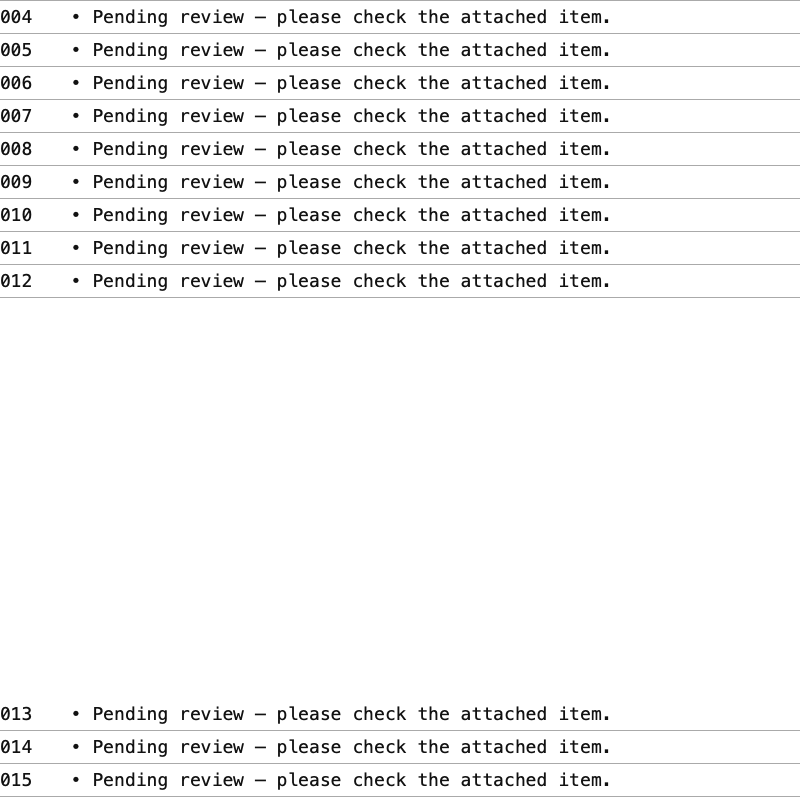 004 • Pending review — please check the attached item.
005 • Pending review — please check the attached item.
006 • Pending review — please check the attached item.
007 • Pending review — please check the attached item.
008 • Pending review — please check the attached item.
009 • Pending review — please check the attached item.
010 • Pending review — please check the attached item.
011 • Pending review — please check the attached item.
012 • Pending review — please check the attached item.
013 • Pending review — please check the attached item.
014 • Pending review — please check the attached item.
015 • Pending review — please check the attached item.